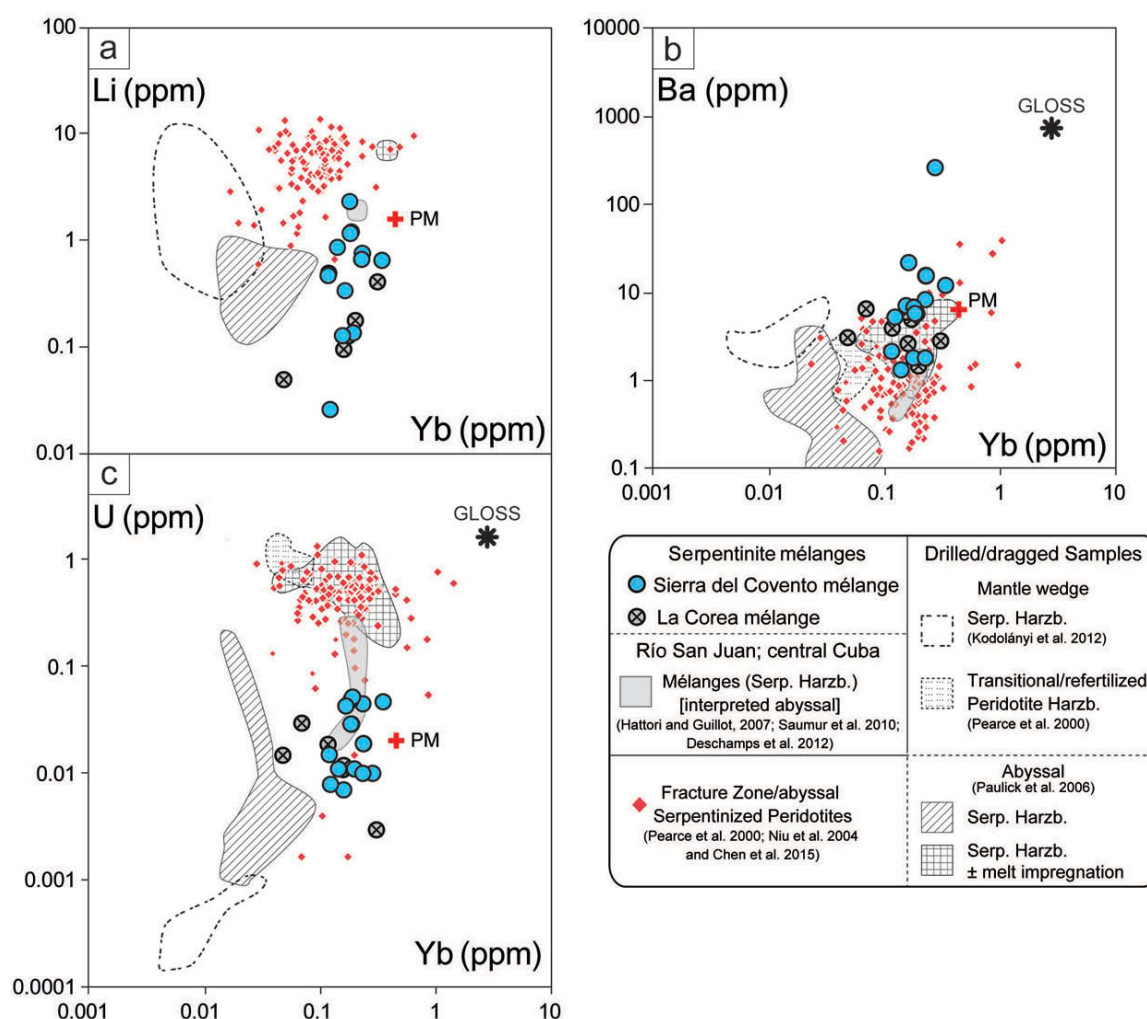 a
Li (ppm)
100
10
1
0.1
0.01
PM
Yb (ppm)
b
Ba (ppm)
10000
1000
100
10
1
0.1
GLOSS
PM
Yb (ppm)
0.001
0.01
0.1
1
10
c
U (ppm)
1
0.1
0.01
0.001
0.0001
GLOSS
PM
Yb (ppm)
0.001
0.01
0.1
1
10
Serpentinite mélanges
Sierra del Covento mélange
La Corea mélange
Río San Juan; central Cuba
Mélanges (Serp. Harzb.)
[interpreted abyssal]
(Hattori and Guillot, 2007; Saumur et al. 2010;
Deschamps et al. 2012)
Fracture Zone/abyssal
Serpentinized Peridotites
(Pearce et al. 2000; Niu et al. 2004
and Chen et al. 2015)
Drilled/dragged Samples
Mantle wedge
Serp. Harzb.
(Kodolányi et al. 2012)
Transitional/refertilized
Peridotite Harzb.
(Pearce et al. 2000)
Abyssal
(Paulick et al. 2006)
Serp. Harzb.
Serp. Harzb.
± melt impregnation